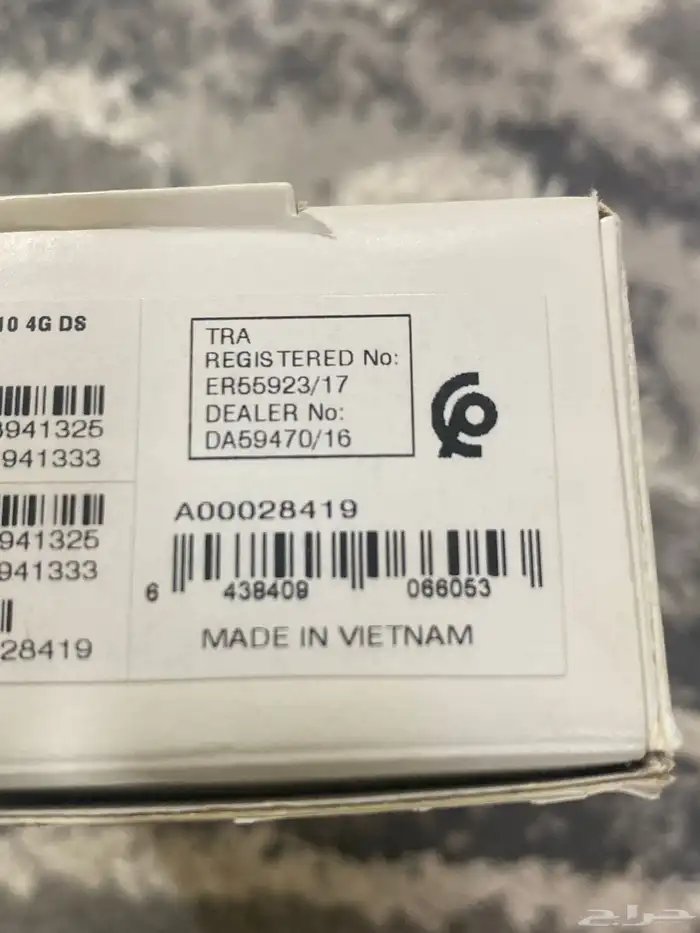 10 4G DS
941325
941333
941325
941333
28419
TRA
REGISTERED No:
ER55923/17
DEALER No:
DA59470/16
A00028419
6 438409 066053
MADE IN VIETNAM
حراج